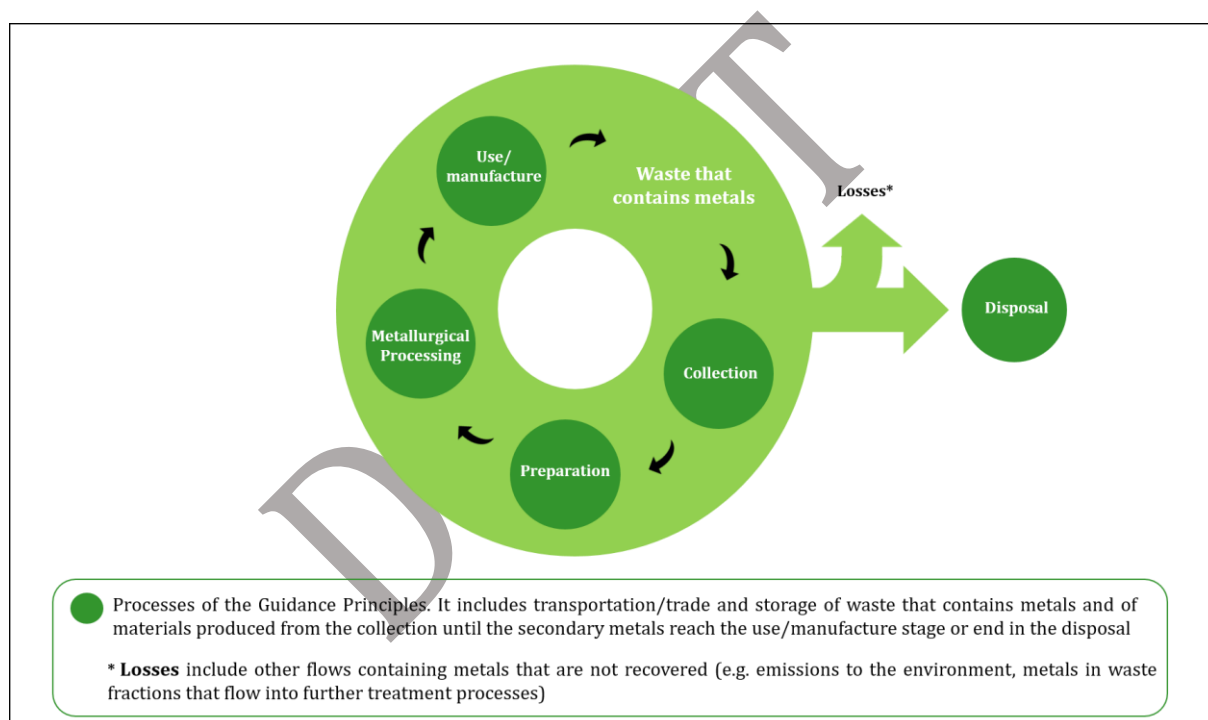 Use/
manufacture
Waste that
contains metals
Losses*
Disposal
Metallurgical
Processing
Collection
Preparation
Processes of the Guidance Principles. It includes transportation/trade and storage of waste that contains metals and of
materials produced from the collection until the secondary metals reach the use/manufacture stage or end in the disposal
* Losses include other flows containing metals that are not recovered (e.g. emissions to the environment, metals in waste
fractions that flow into further treatment processes)